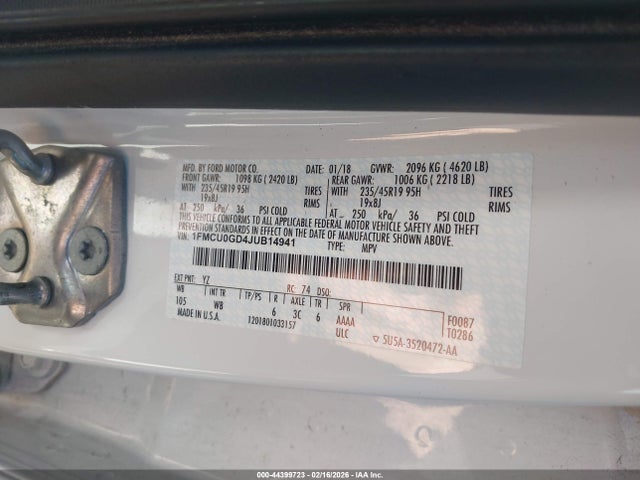 MFD. BY FORD MOTOR CO. 01/18 GVWR: 2096 KG ( 4620 LB)
FRONT GAWR: 1098 KG ( 2420 LB) REAR GAWR: 1006 KG ( 2218 LB)
WITH 235/45R19 95H TIRES WITH 235/45R19 95H TIRES
19x8J RIMS 19x8J RIMS
AT 250 kPa/ 36 PSI COLD AT 250 kPa/ 36 PSI COLD
THIS VEHICLE CONFORMS TO ALL APPLICABLE FEDERAL MOTOR VEHICLE SAFETY AND THEFT
PREVENTION STANDARDS IN EFFECT ON THE DATE OF MANUFACTURE SHOWN ABOVE.
VIN: 1FMCU0GD4JUB14941
TYPE: MPV
EXT PNT: YZ RC: 74 DSO:
WB INT TR TP/PS R AXLE TR SPR
105 WB 6 3C 6 AAAA
MADE IN U.S.A. 1201801033157 ULC
F0087
T0286
5U5A-3520472-AA
000-44399723 - 02/16/2026 - IAAI Holdings, LLC